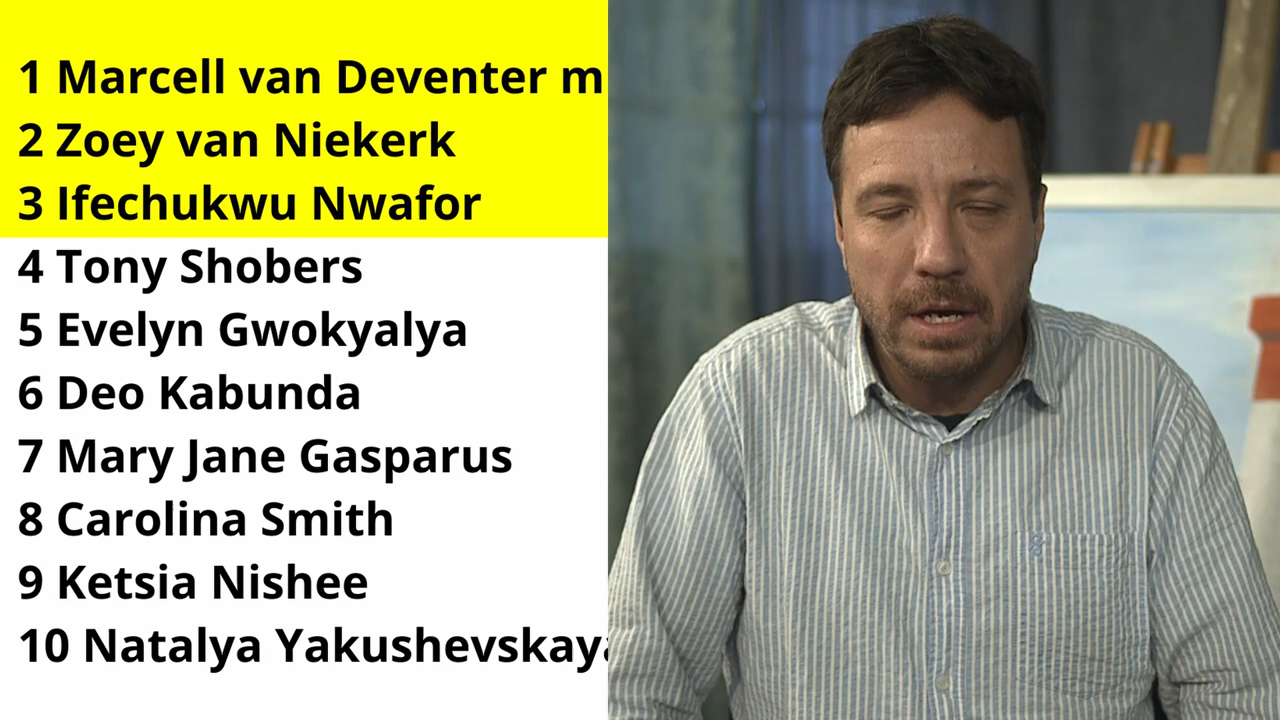 1 Marcell van Deventer m
2 Zoey van Niekerk
3 Ifechukwu Nwafor
4 Tony Shobers
5 Evelyn Gwokyalya
6 Deo Kabunda
7 Mary Jane Gasparus
8 Carolina Smith
9 Ketsia Nishee
10 Natalya Yakushevskaya